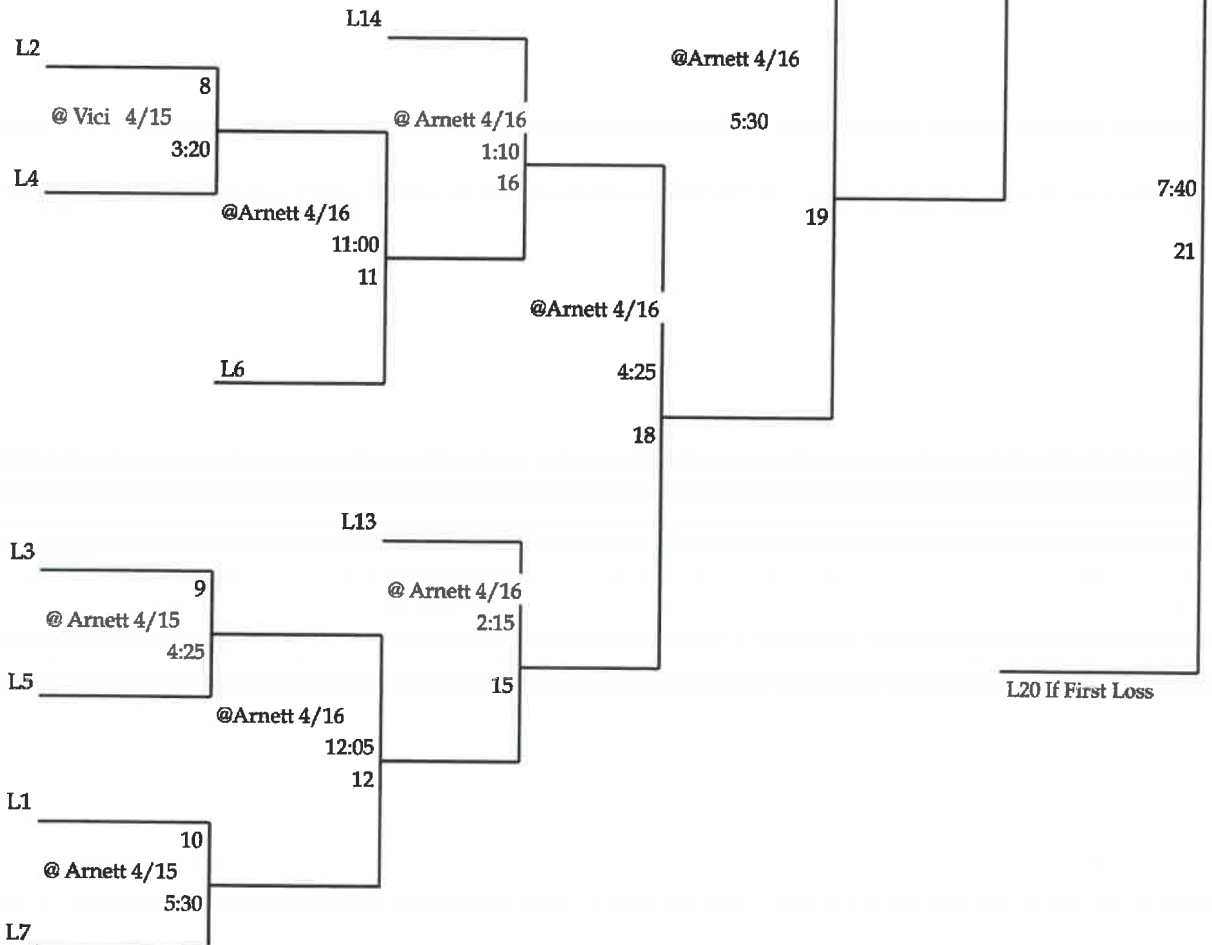 L14
L2
@Arnett 4/16
8
@ Vici 4/15
@ Arnett 4/16
5:30
3:20
1:10
L4
16
7:40
@Arnett 4/16
19
11:00
21
11
@Arnett 4/16
L6
4:25
18
L13
L3
9
@ Arnett 4/16
@ Arnett 4/15
2:15
4:25
L5
15
L20 If First Loss
@Arnett 4/16
12:05
12
L1
10
@ Arnett 4/15
5:30
L7